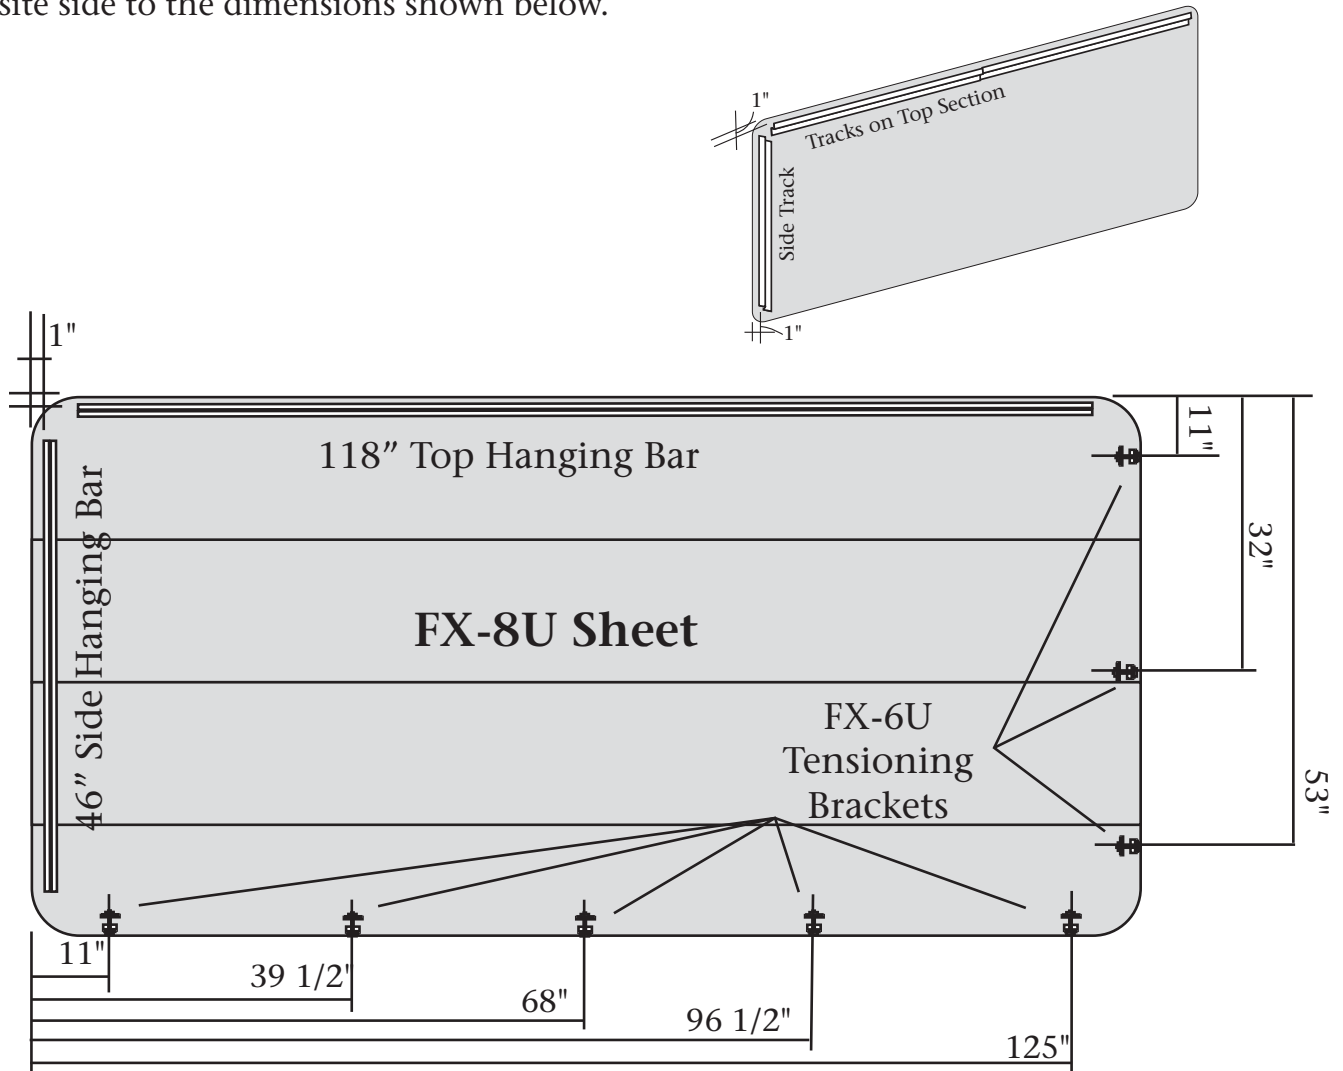 site side to the dimensions shown below.
1"
Tracks on Top Section
Side Track
1"
1"
118” Top Hanging Bar
11"
46” Side Hanging Bar
32"
FX-8U Sheet
FX-6U
Tensioning
Brackets
53"
11"
39 1/2"
68"
96 1/2"
125"